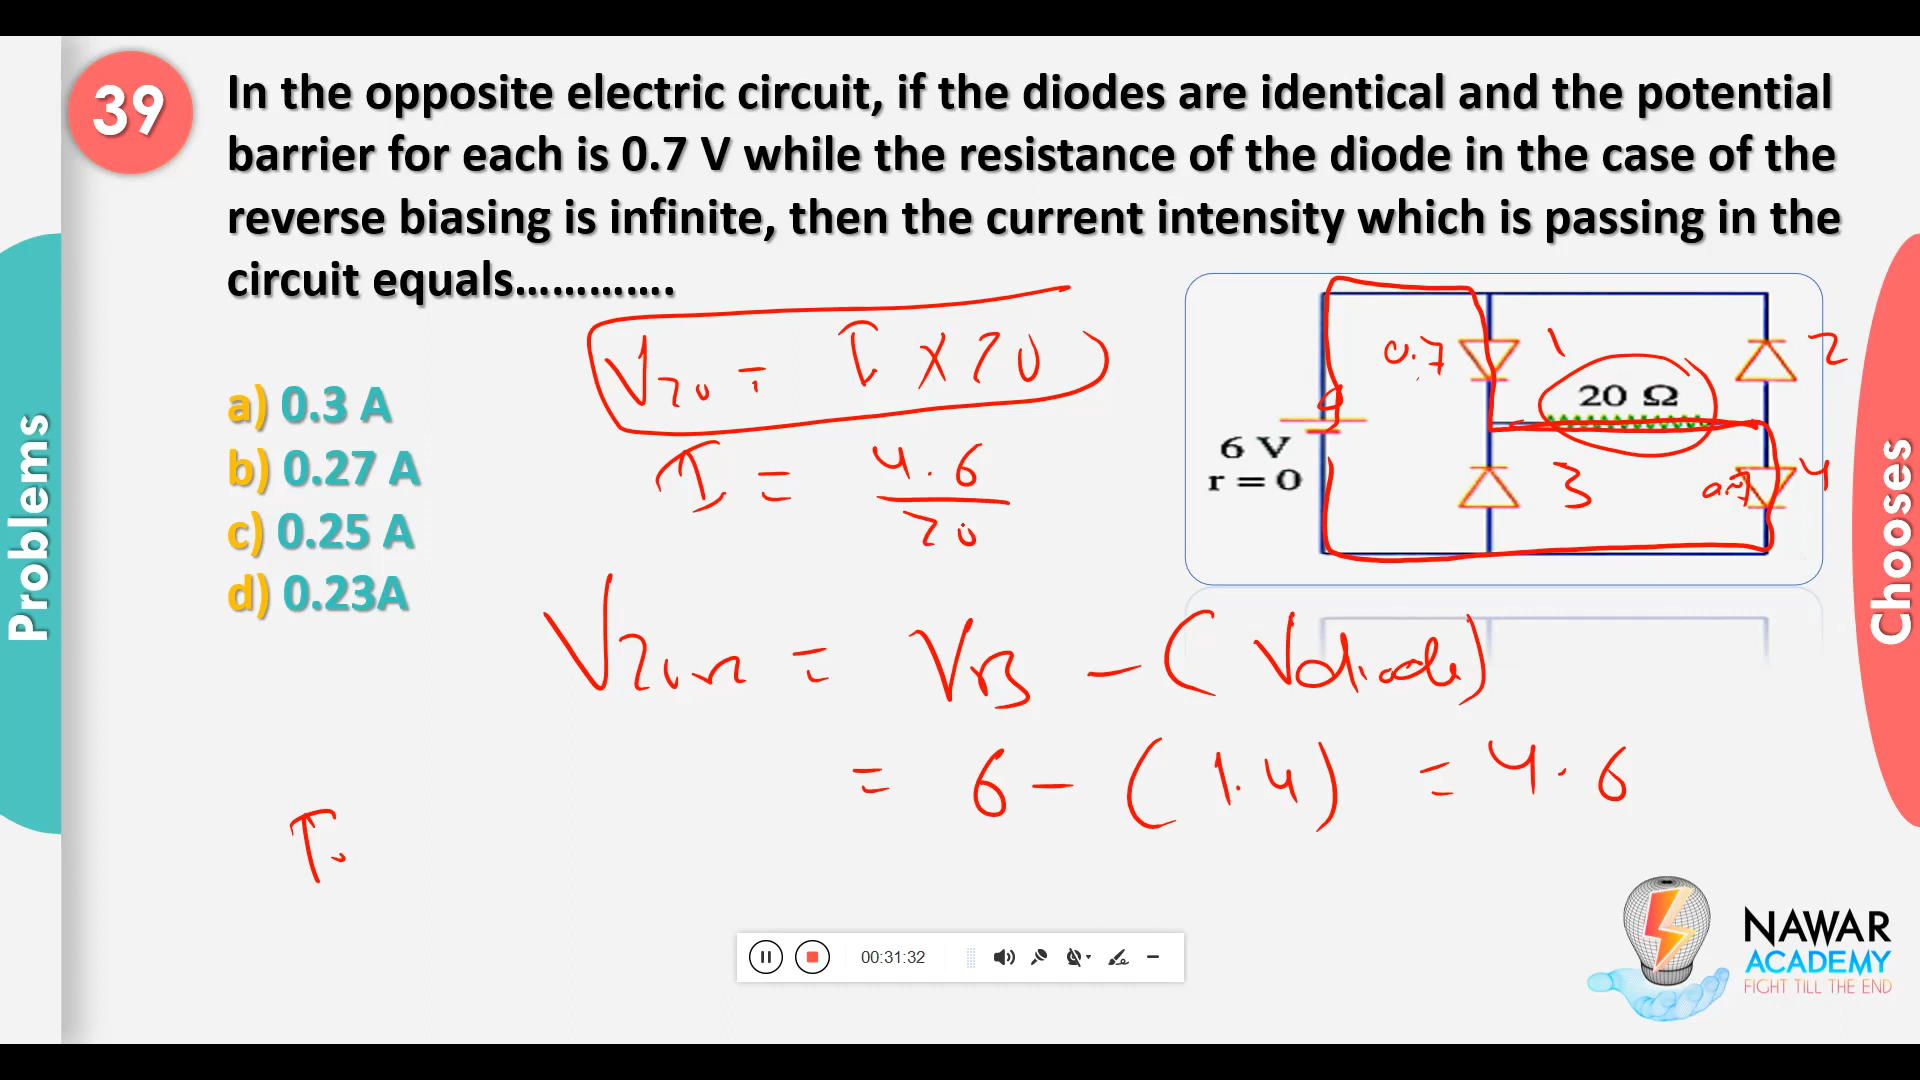 39
In the opposite electric circuit, if the diodes are identical and the potential
barrier for each is 0.7 V while the resistance of the diode in the case of the
reverse biasing is infinite, then the current intensity which is passing in the
circuit equals.............
a) 0.3 A
b) 0.27 A
c) 0.25 A
d) 0.23A
Problems
Chooses
V20 = I × 20
I = 4.6
20
0.7
1
2
20 Ω
6 V
r = 0
3
0.7
4
= VB - (Vdiode)
= 6 - (1.4) = 4.6
00:31:32
NAWAR
ACADEMY
FIGHT TILL THE END